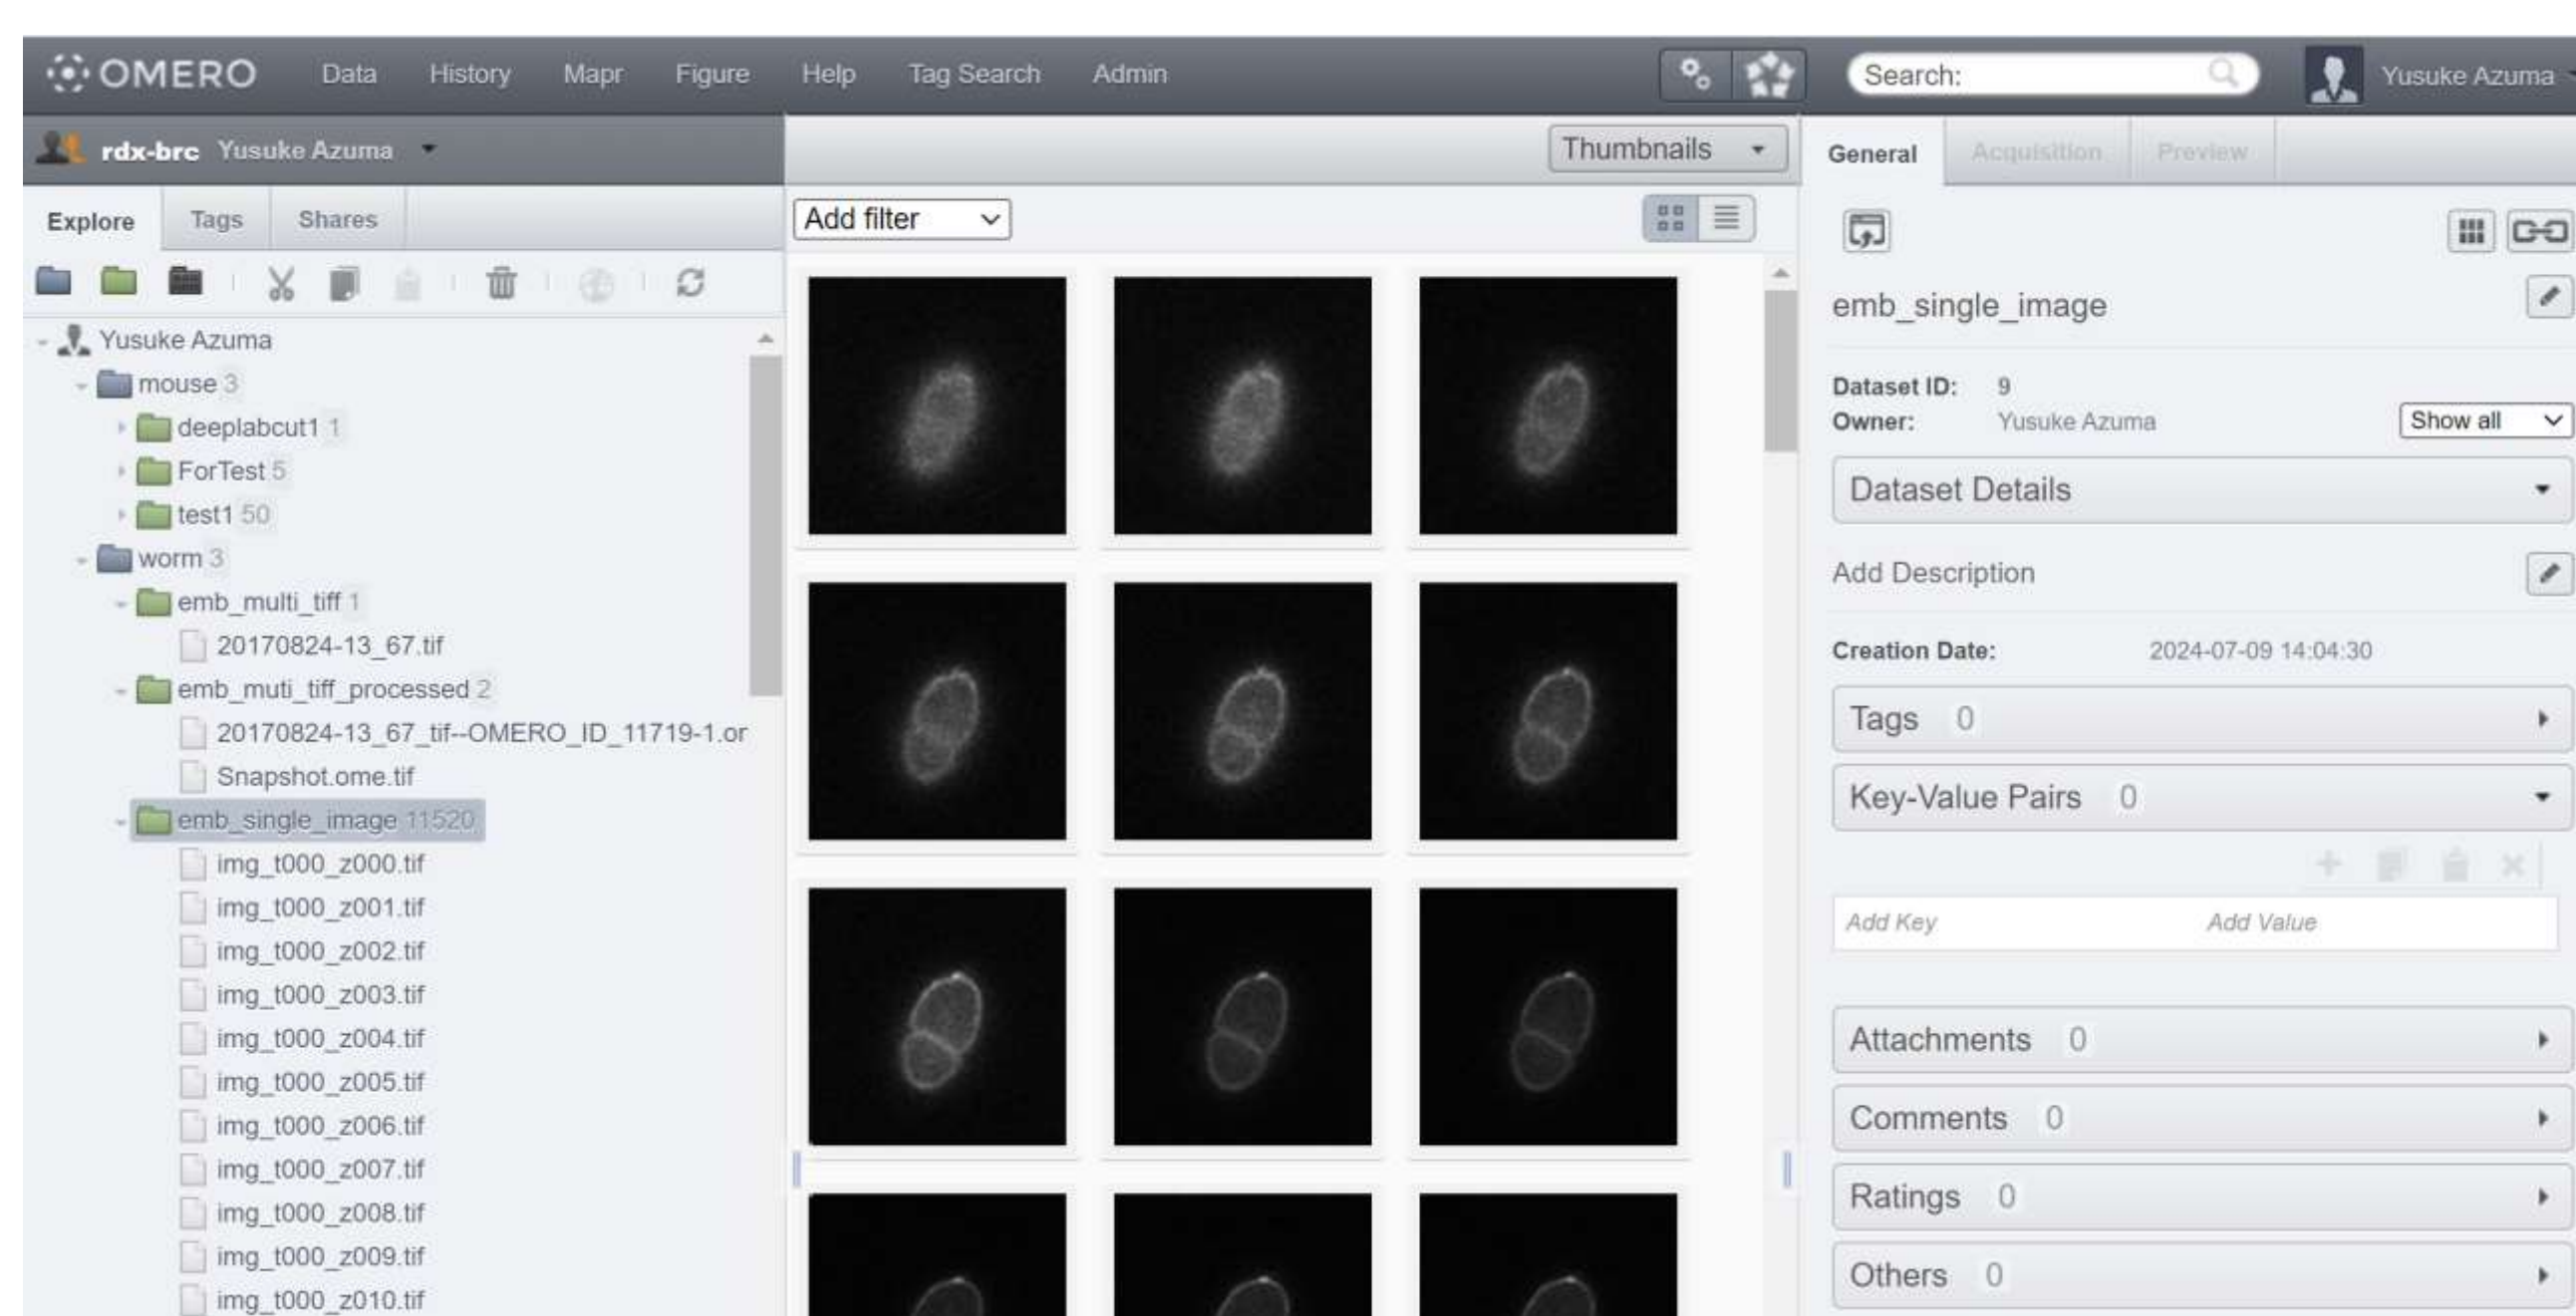 OMERO Data History Mapr Figure Help Tag Search Admin Search: Yusuke Azuma
rdx-brc Yusuke Azuma
Explore Tags Shares
Yusuke Azuma
mouse 3
deeplabcut1 1
ForTest 5
test1 50
worm 3
emb_multi_tiff 1
20170824-13_67.tif
emb_muti_tiff_processed 2
20170824-13_67_tif--OMERO_ID_11719-1.or
Snapshot.ome.tif
emb_single_image 11520
img_t000_z000.tif
img_t000_z001.tif
img_t000_z002.tif
img_t000_z003.tif
img_t000_z004.tif
img_t000_z005.tif
img_t000_z006.tif
img_t000_z007.tif
img_t000_z008.tif
img_t000_z009.tif
img_t000_z010.tif
Thumbnails
Add filter
General Acquisition Preview
emb_single_image
Dataset ID: 9
Owner: Yusuke Azuma Show all
Dataset Details
Add Description
Creation Date: 2024-07-09 14:04:30
Tags 0
Key-Value Pairs 0
Add Key Add Value
Attachments 0
Comments 0
Ratings 0
Others 0